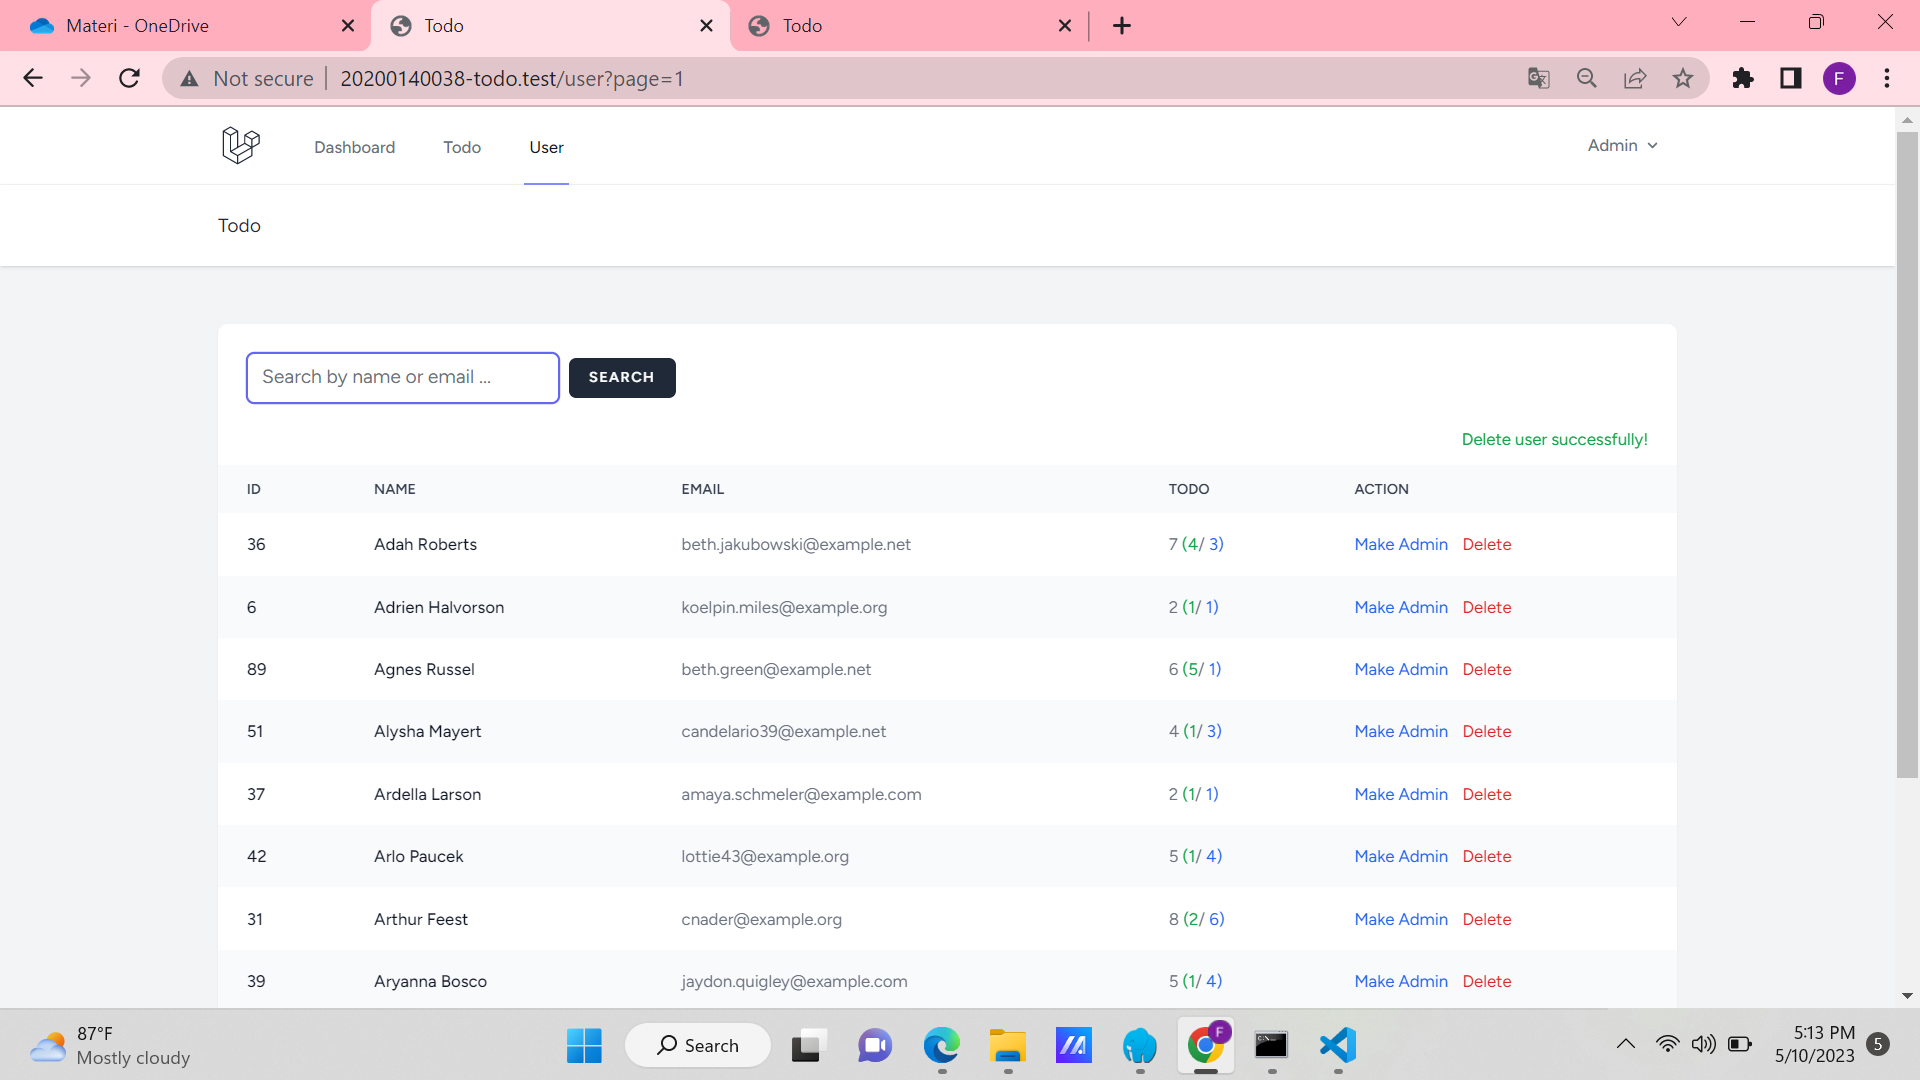 Materi - OneDrive
Todo
Todo
Not secure
20200140038-todo.test/user?page=1
F
Dashboard
Todo
User
Admin
Todo
Search by name or email ...
SEARCH
Delete user successfully!
ID NAME EMAIL TODO ACTION
36 Adah Roberts beth.jakubowski@example.net 7 (4/ 3) Make Admin Delete
6 Adrien Halvorson koelpin.miles@example.org 2 (1/ 1) Make Admin Delete
89 Agnes Russel beth.green@example.net 6 (5/ 1) Make Admin Delete
51 Alysha Mayert candelario39@example.net 4 (1/ 3) Make Admin Delete
37 Ardella Larson amaya.schmeler@example.com 2 (1/ 1) Make Admin Delete
42 Arlo Paucek lottie43@example.org 5 (1/ 4) Make Admin Delete
31 Arthur Feest cnader@example.org 8 (2/ 6) Make Admin Delete
39 Aryanna Bosco jaydon.quigley@example.com 5 (1/ 4) Make Admin Delete
87°F
Mostly cloudy
Search
F
5:13 PM
5/10/2023
5